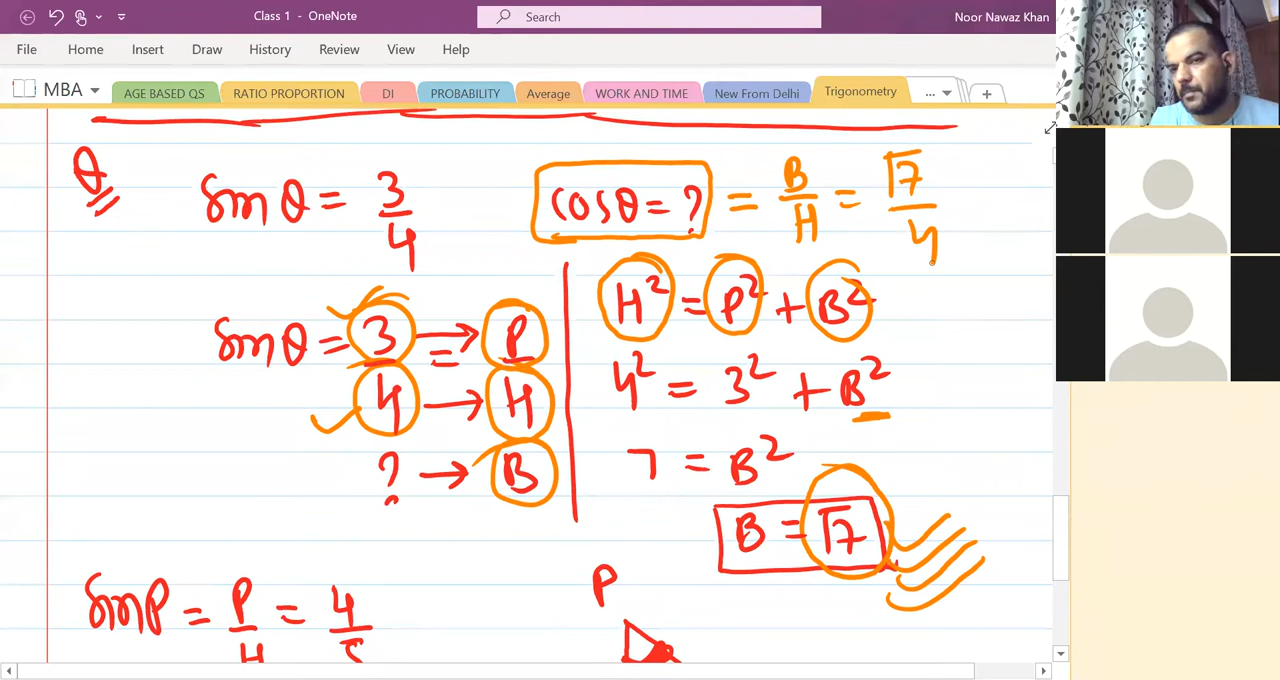 Class 1 - OneNote
Search
Noor Nawaz Khan
File Home Insert Draw History Review View Help
MBA
AGE BASED QS RATIO PROPORTION DI PROBABILITY Average WORK AND TIME New From Delhi Trigonometry ... +
Q
sin θ = 3/4
cos θ = ? = B/H = √7/4
sin θ = 3 → = P
4 → H
? → B
H² = P² + B²
4² = 3² + B²
7 = B²
B = √7
sin P = P/H = 4/5
P